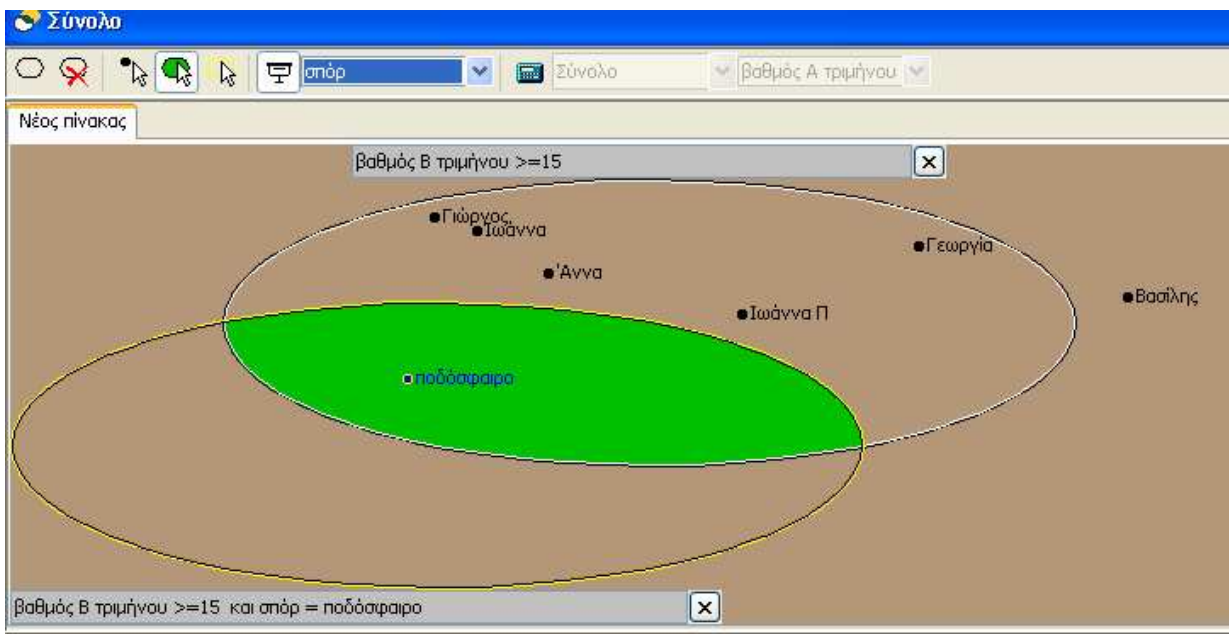 Σύνολο
σπόρ Σύνολο βαθμός Α τριμήνου
Νέος πίνακας
βαθμός Β τριμήνου >=15
Γιώργος
Ιωάννα
Γεωργία
'Αννα
Βασίλης
Ιωάννα Π
ποδόσφαιρο
βαθμός Β τριμήνου >=15 και σπόρ = ποδόσφαιρο